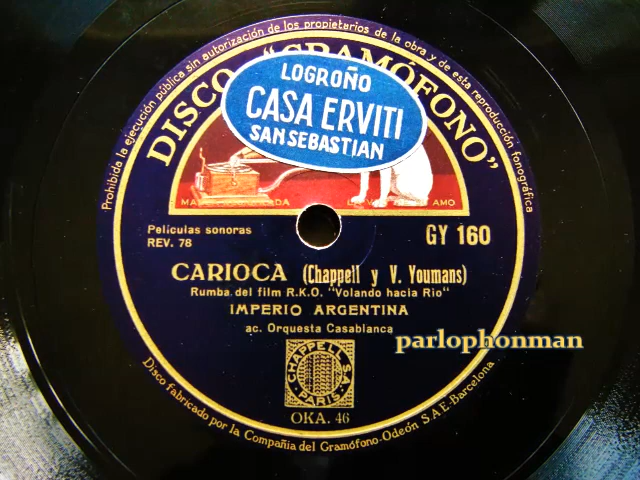 Prohibida la ejecución pública sin autorización de los propietarios de la obra y de esta reproducción fonográfica
DISCO "GRAMÓFONO"
LOGROÑO
CASA ERVITI
SAN SEBASTIAN
AMO
Películas sonoras
REV. 78
GY 160
CARIOCA (Chappell y V. Youmans)
Rumba del film R.K.O. "Volando hacia Rio"
IMPERIO ARGENTINA
ac. Orquesta Casablanca
parlophonman
CHAPPELL S.A.
PARIS
OKA. 46
Disco fabricado por la Compañia del Gramófono-Odeón S.A.E-Barcelona